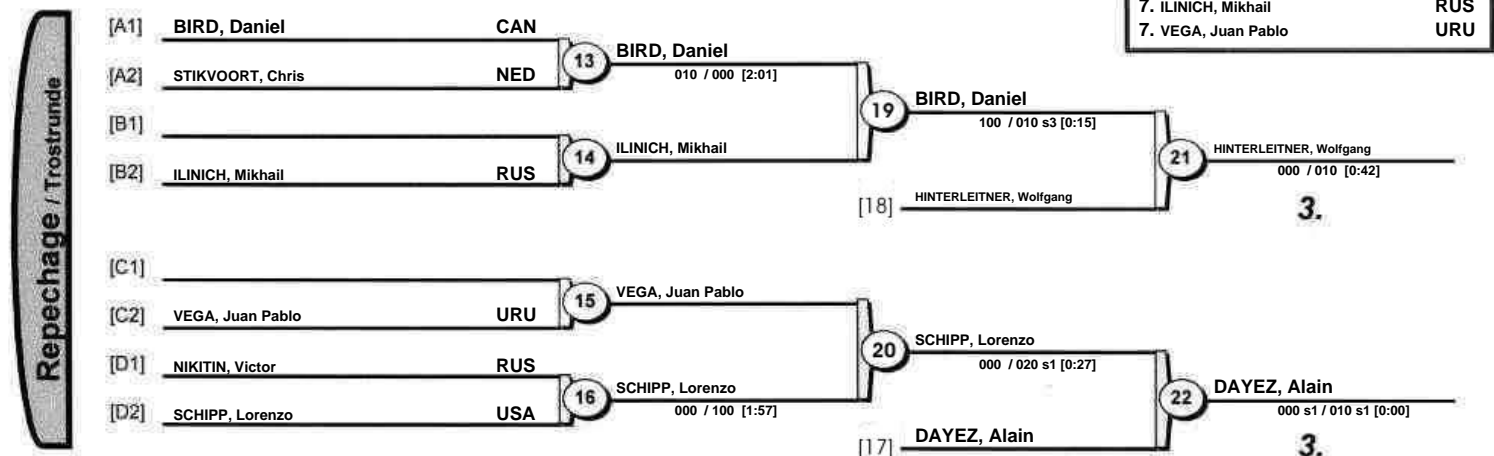 7. ILINICH, Mikhail RUS
7. VEGA, Juan Pablo URU
Repechage / Trostrunde
[A1] BIRD, Daniel CAN
13 BIRD, Daniel
010 / 000 [2:01]
[A2] STIKVOORT, Chris NED
19 BIRD, Daniel
100 / 010 s3 [0:15]
[B1]
14 ILINICH, Mikhail
[B2] ILINICH, Mikhail RUS
21 HINTERLEITNER, Wolfgang
000 / 010 [0:42]
[18] HINTERLEITNER, Wolfgang
3.
[C1]
15 VEGA, Juan Pablo
[C2] VEGA, Juan Pablo URU
20 SCHIPP, Lorenzo
000 / 020 s1 [0:27]
[D1] NIKITIN, Victor RUS
16 SCHIPP, Lorenzo
000 / 100 [1:57]
[D2] SCHIPP, Lorenzo USA
22 DAYEZ, Alain
000 s1 / 010 s1 [0:00]
[17] DAYEZ, Alain
3.